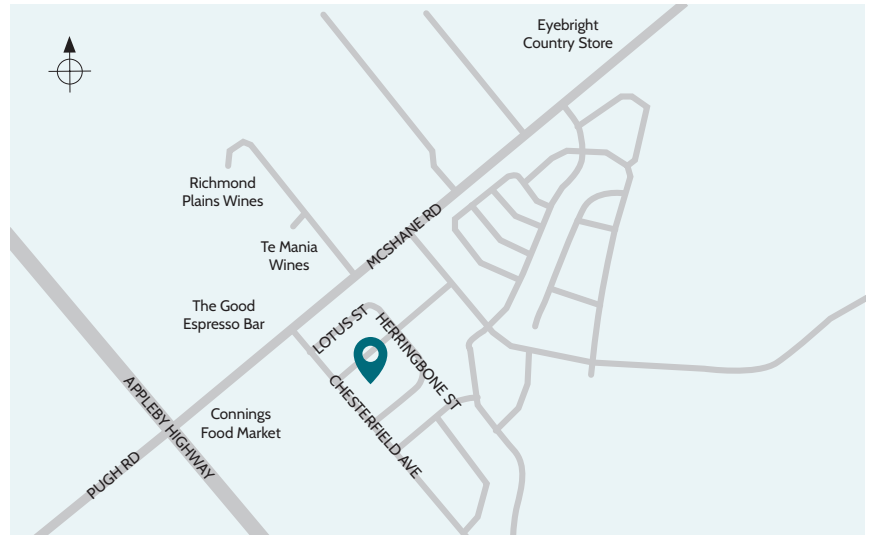 Eyebright
Country Store
Richmond
Plains Wines
MCSHANE RD
Te Mania
Wines
The Good
Espresso Bar
LOTUS ST
HERRINGBONE ST
CHESTERFIELD AVE
APPLEBY HIGHWAY
Connings
Food Market
PUGH RD